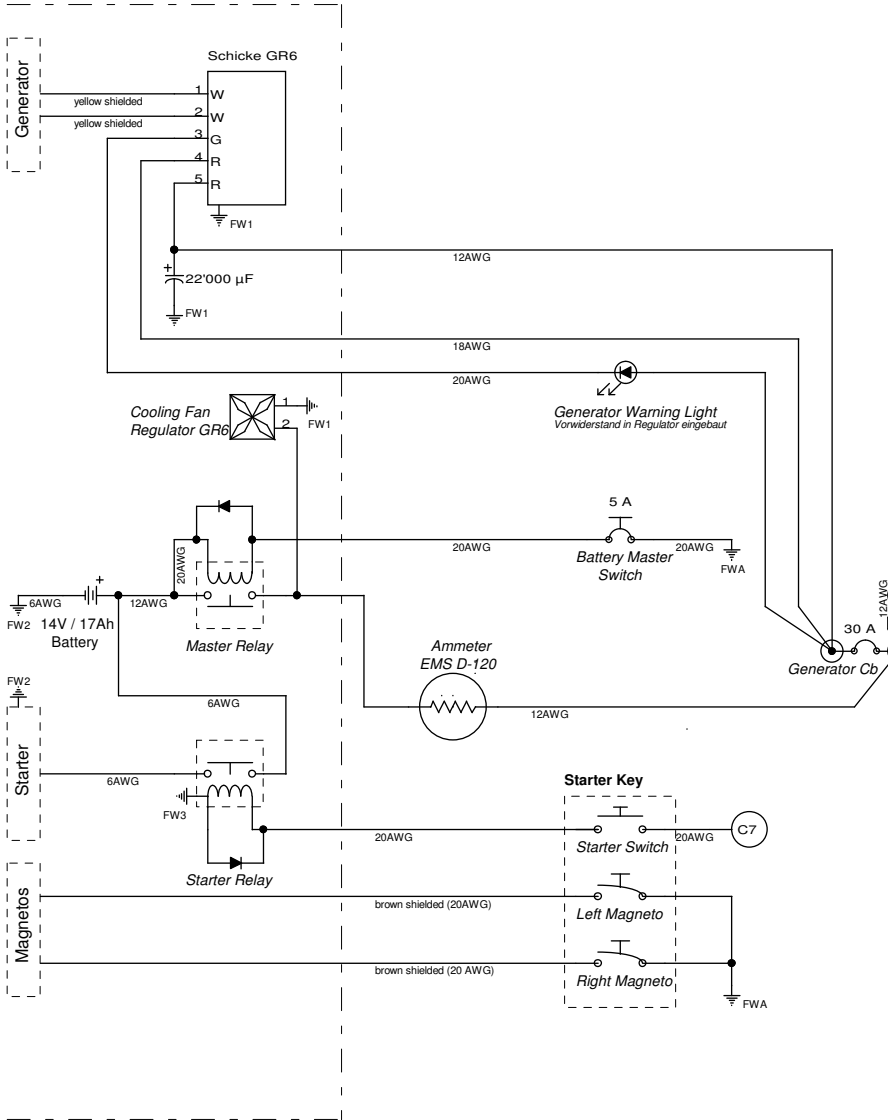 Schicke GR6
Generator
1 W
yellow shielded
2 W
yellow shielded
3 G
4 R
5 R
FW1
12AWG
+
22'000 µF
FW1
18AWG
20AWG
Generator Warning Light
Vorwiderstand in Regulator eingebaut
Cooling Fan
Regulator GR6
1
2
FW1
5 A
20AWG
20AWG
20AWG
Battery Master
Switch
FWA
+
6AWG
12AWG
FW2
14V / 17Ah
Battery
Master Relay
12AWG
30 A
Generator Cb
Ammeter
EMS D-120
12AWG
FW2
6AWG
Starter
6AWG
FW3
Starter Relay
Starter Key
20AWG
20AWG
C7
Starter Switch
Magnetos
brown shielded (20AWG)
Left Magneto
brown shielded (20 AWG)
Right Magneto
FWA